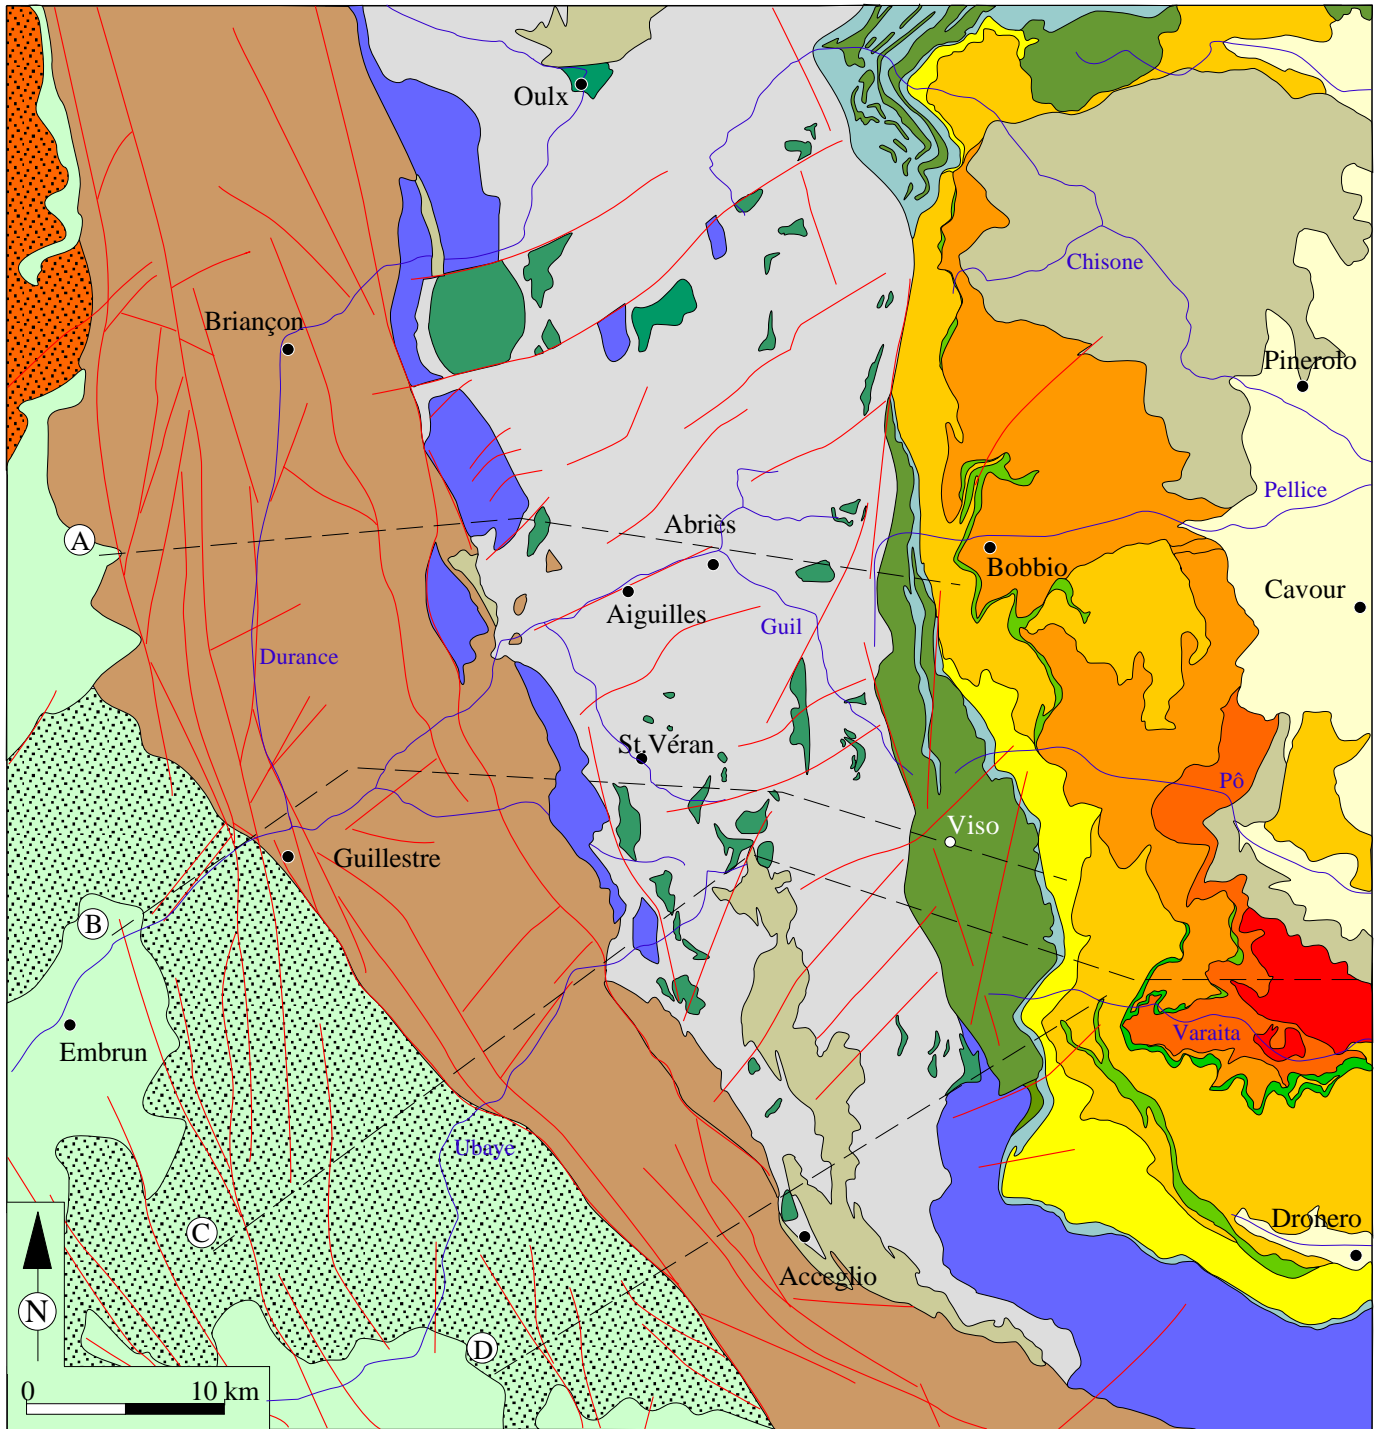 Oulx
Chisone
Briançon
Pinerolo
Pellice
Abriès
A
Bobbio
Cavour
Aiguilles
Guil
Durance
St.Véran
Pô
Viso
Guillestre
B
Embrun
Varaita
Ubaye
C
Dronero
Acceglio
N
D
0 10 km